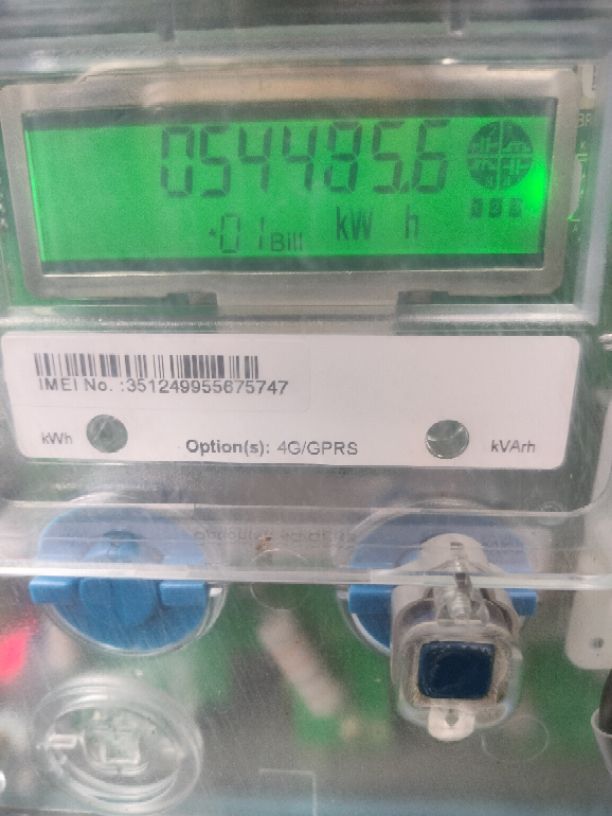 054485.6
*01 Bill kW h
IMEI No. :351249955675747
kWh
Option(s): 4G/GPRS
kVArh